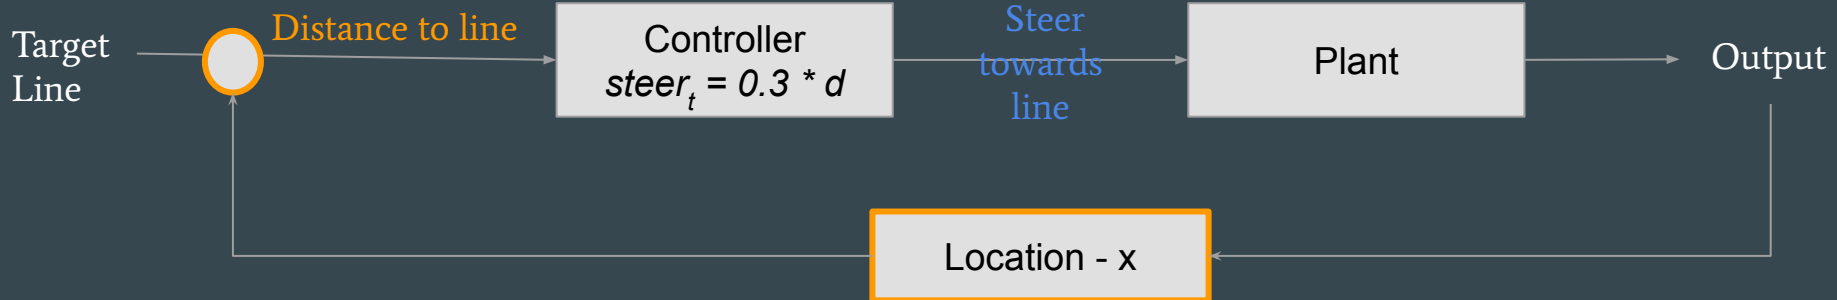 Target
Line
Distance to line
Controller
steer_t = 0.3 * d
Steer
towards
line
Plant
Output
Location - x